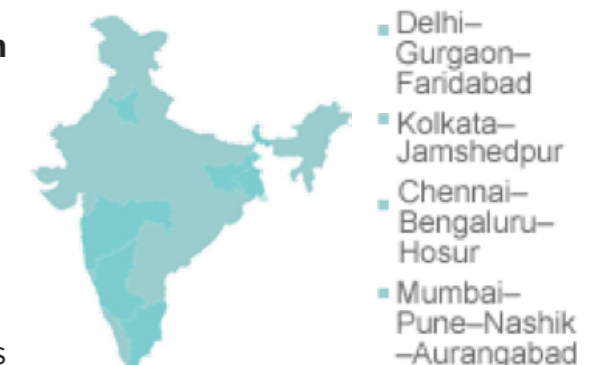 n
Delhi–
Gurgaon–
Faridabad
Kolkata–
Jamshedpur
Chennai–
Bengaluru–
Hosur
Mumbai–
Pune–Nashik
–Aurangabad
s